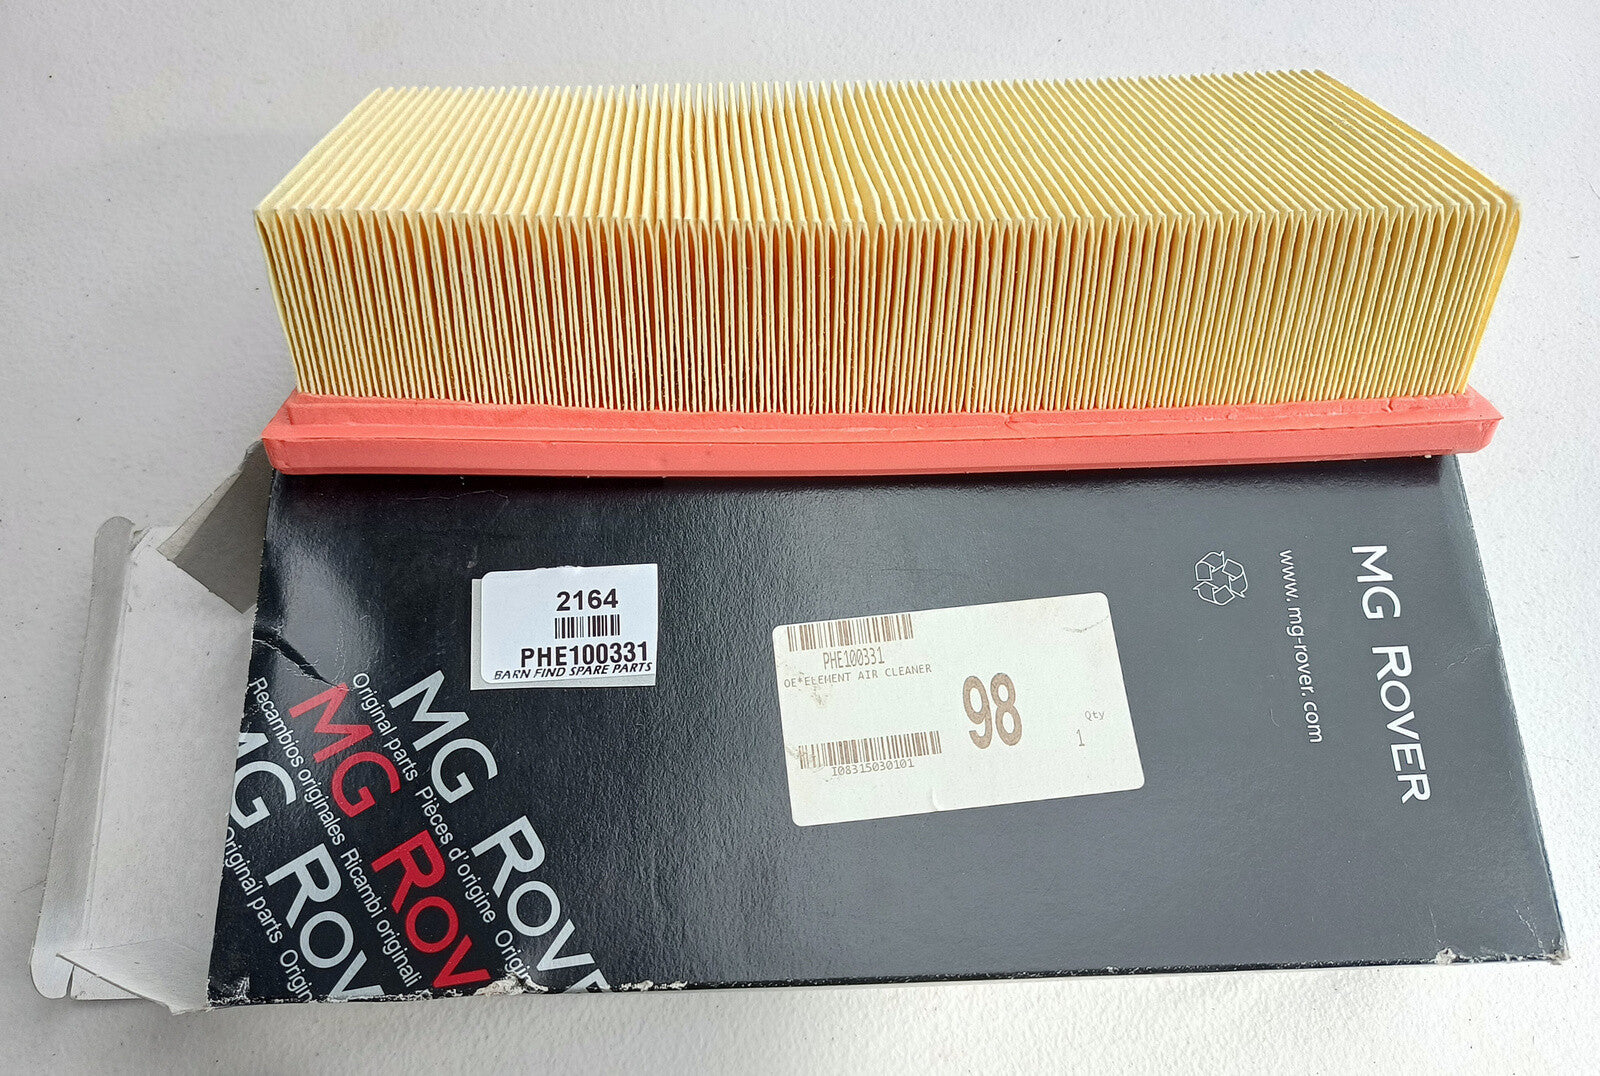 2164
PHE100331
BARN FIND SPARE PARTS
PHE100331
OE*ELEMENT AIR CLEANER
98
Qty
1
I08315030101
MG ROVER
www.mg-rover.com
MG ROVE
Original parts Pièces d'origine Origin
MG ROV
Recambios originales Ricambi originali
MG ROV
Original parts Origin